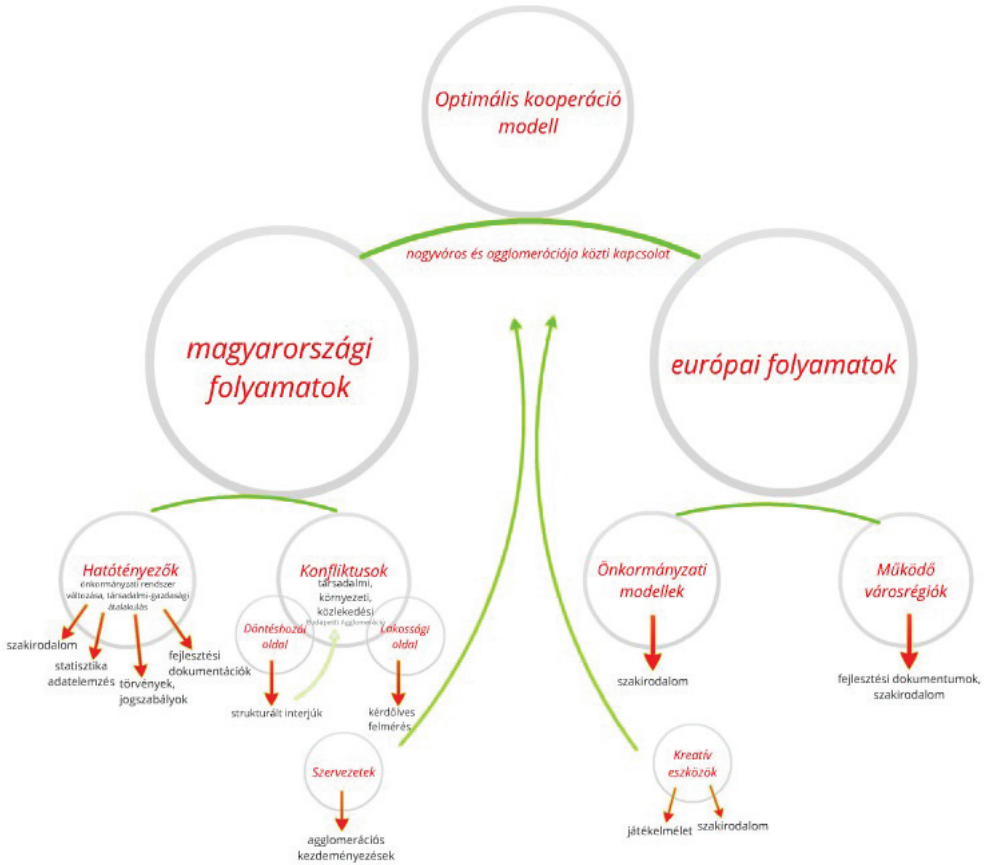 Optimális kooperáció
modell
nagyváros és agglomerációja közti kapcsolat
magyarországi
folyamatok
európai folyamatok
Hatótényezők
önkormányzati rendszer
változása, társadalmi-gazdasági
átalakulás
szakirodalom
statisztika
adatelemzés
törvények,
jogszabályok
fejlesztési
dokumentációk
Konfliktusok
társadalmi,
környezeti,
közlekedési
Budapesti Agglomeráció
Döntéshozói
oldal
Lakossági
oldal
strukturált interjúk
kérdőíves
felmérés
Önkormányzati
modellek
szakirodalom
Működő
városrégiók
fejlesztési dokumentumok,
szakirodalom
Szervezetek
agglomerációs
kezdeményezések
Kreatív
eszközök
játékelmélet
szakirodalom